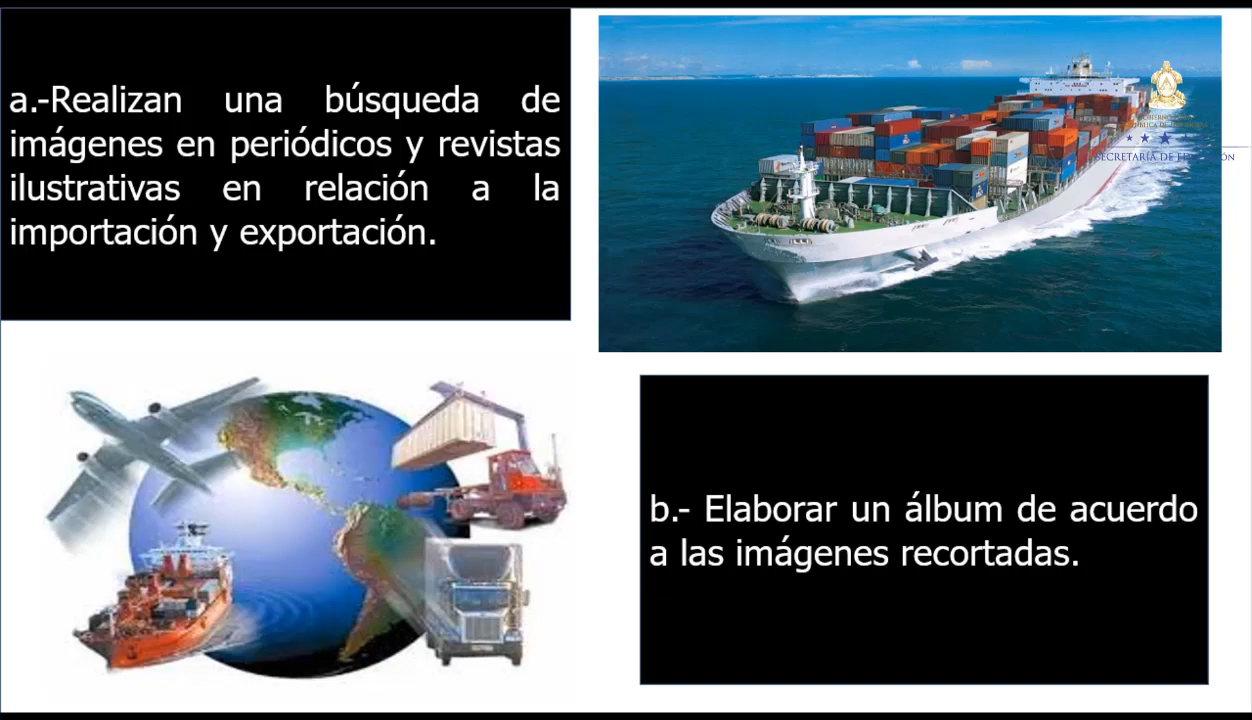 a.-Realizan una búsqueda de
imágenes en periódicos y revistas
ilustrativas en relación a la
importación y exportación.
SECRETARÍA DE EDUCACIÓN
b.- Elaborar un álbum de acuerdo
a las imágenes recortadas.